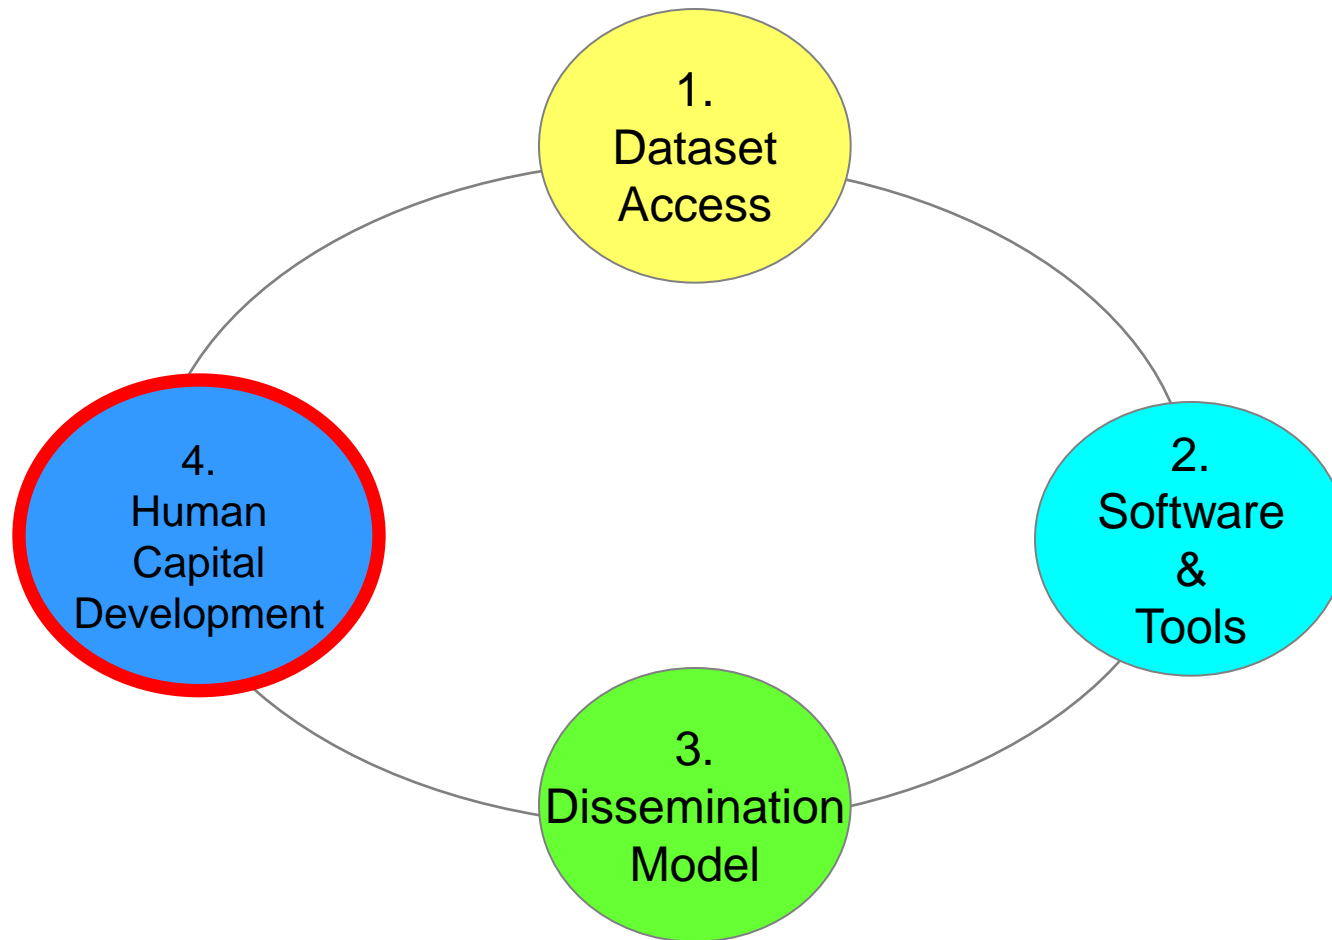 1.
Dataset
Access
2.
Software
&
Tools
3.
Dissemination
Model
4.
Human
Capital
Development